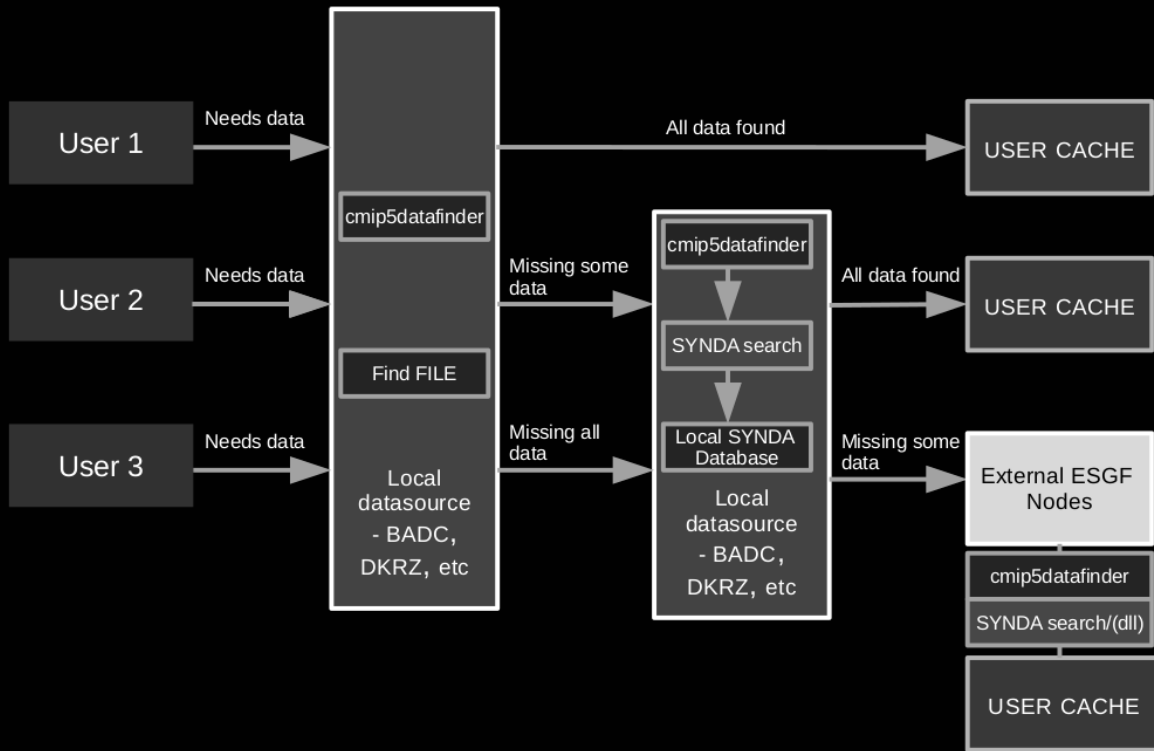 User 1
Needs data
All data found
USER CACHE
cmip5datafinder
User 2
Needs data
Missing some
data
cmip5datafinder
SYNDA search
Local SYNDA
Database
Local
datasource
- BADC,
DKRZ, etc
All data found
USER CACHE
Find FILE
User 3
Needs data
Local
datasource
- BADC,
DKRZ, etc
Missing all
data
Missing some
data
External ESGF
Nodes
cmip5datafinder
SYNDA search/(dll)
USER CACHE